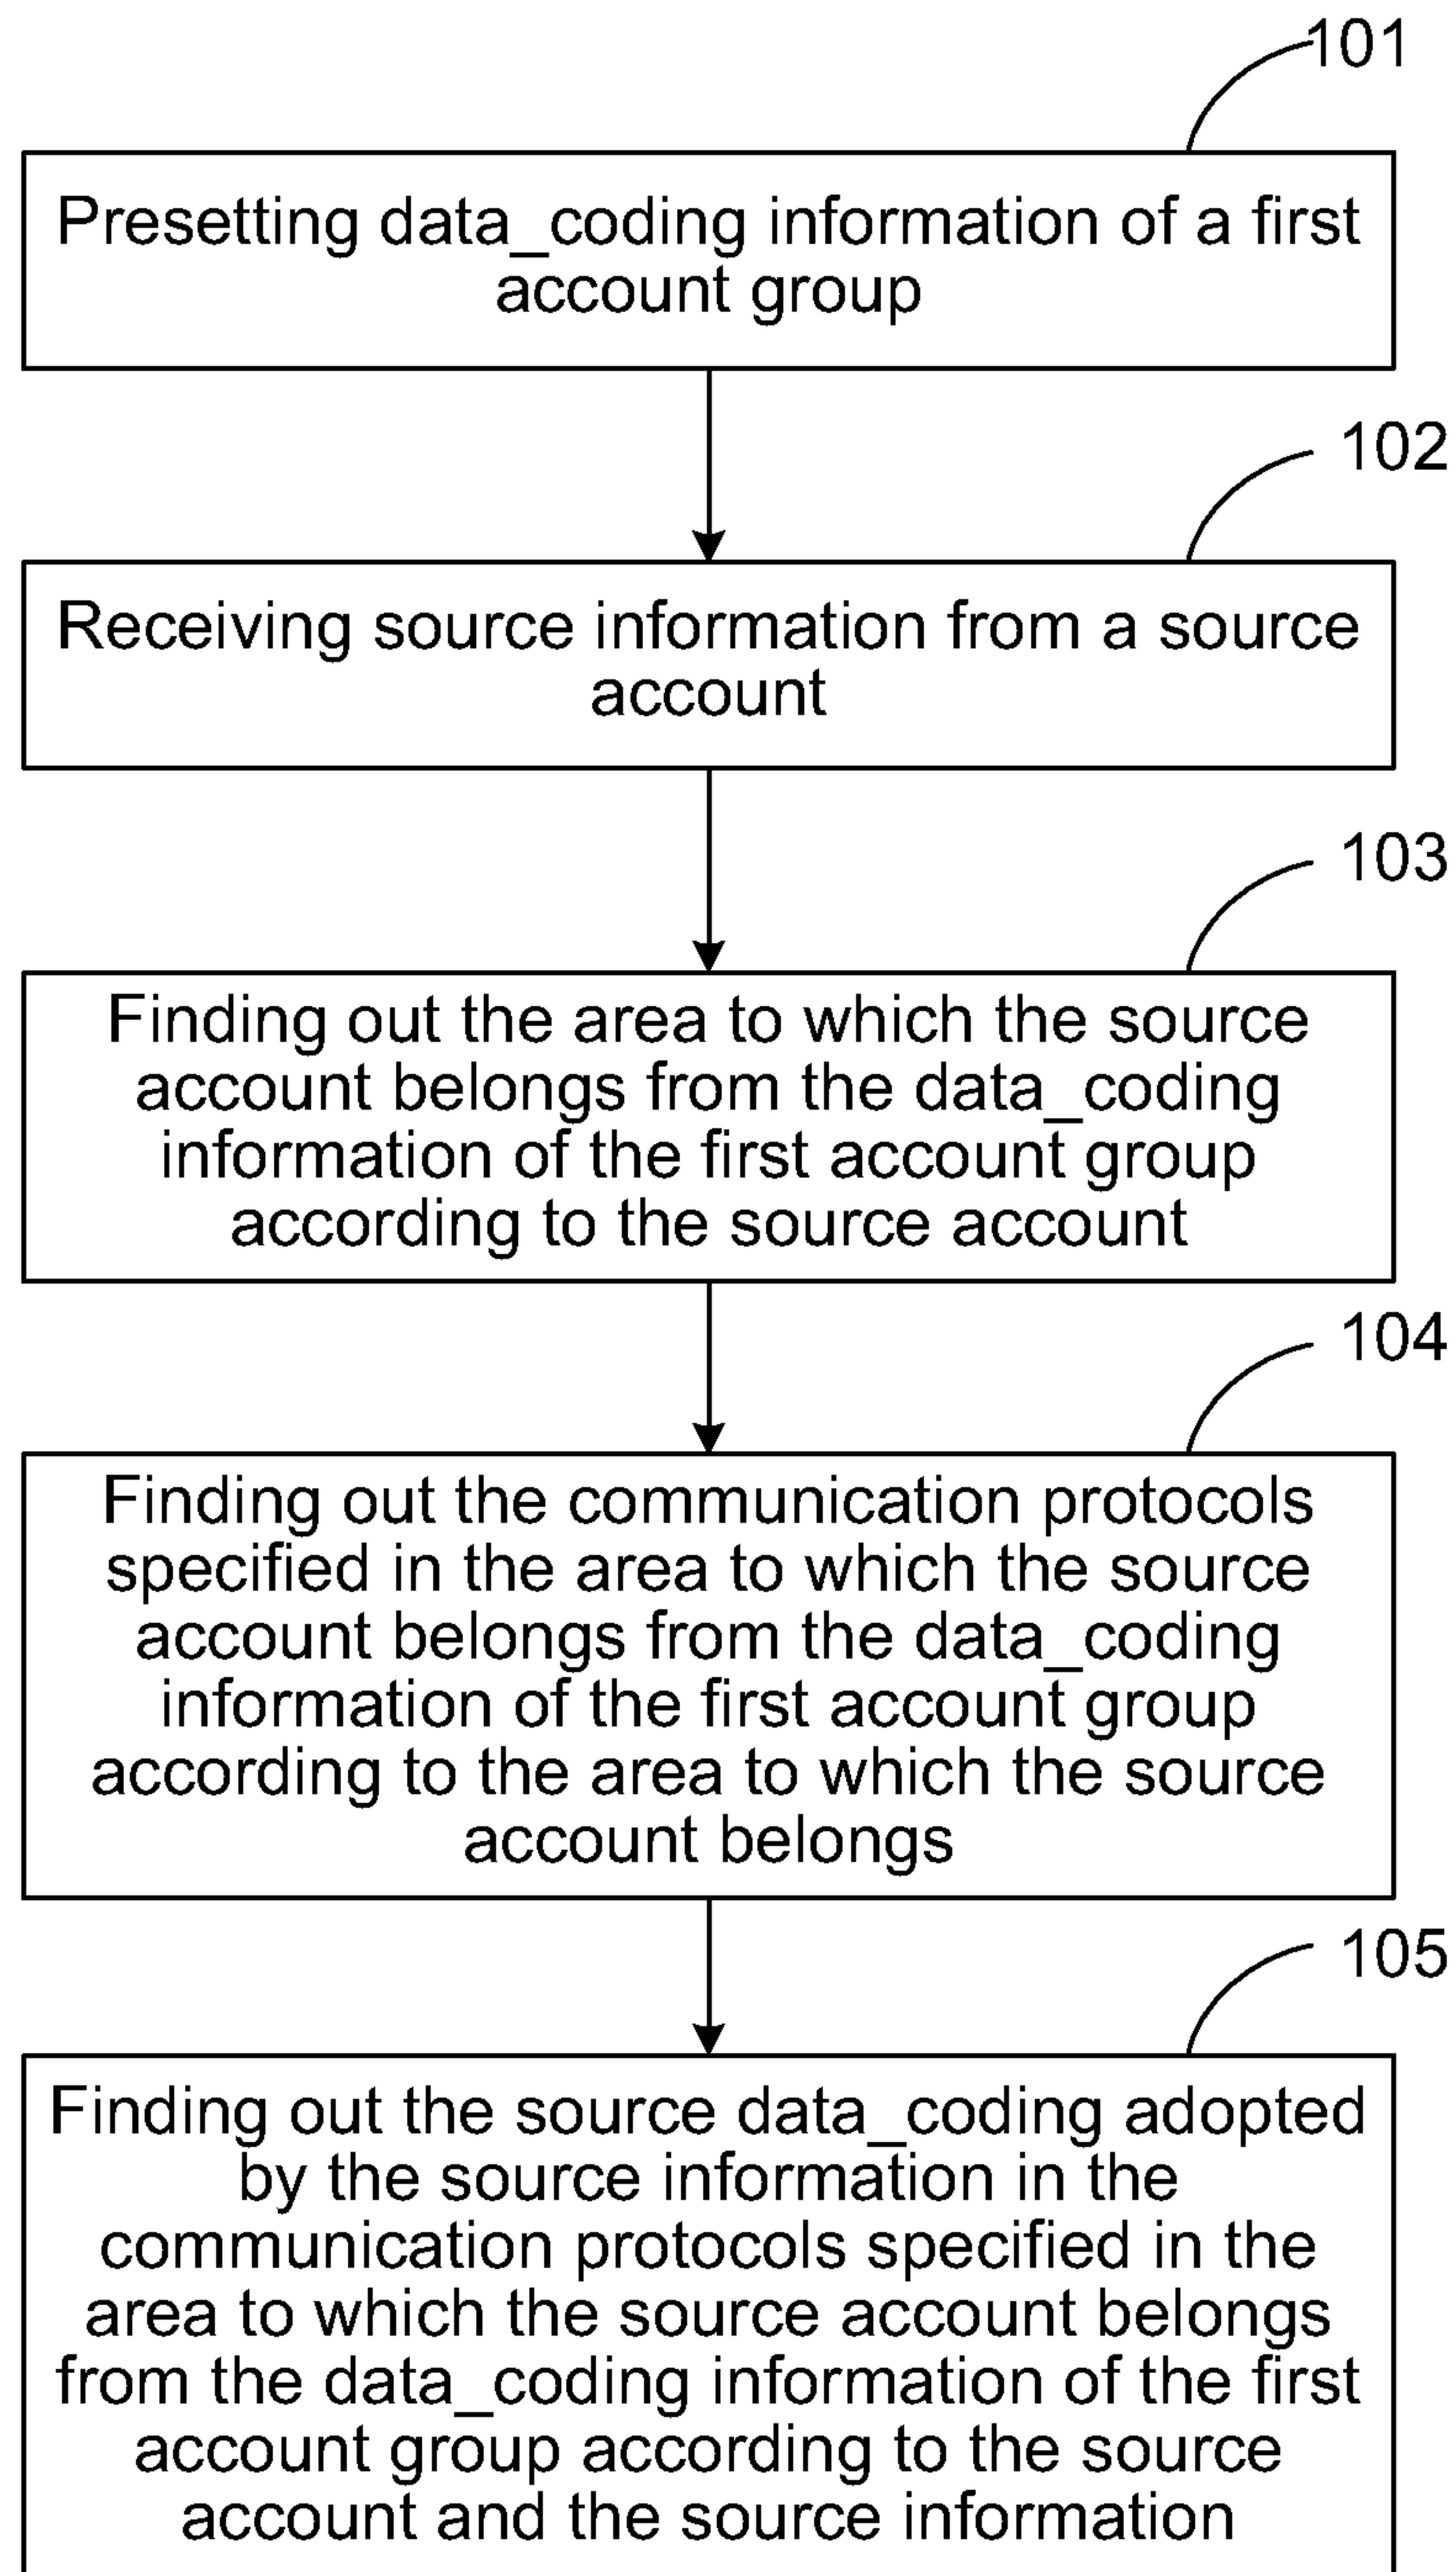 101
Presetting data_coding information of a first
account group
102
Receiving source information from a source
account
103
Finding out the area to which the source
account belongs from the data_coding
information of the first account group
according to the source account
104
Finding out the communication protocols
specified in the area to which the source
account belongs from the data_coding
information of the first account group
according to the area to which the source
account belongs
105
Finding out the source data_coding adopted
by the source information in the
communication protocols specified in the
area to which the source account belongs
from the data_coding information of the first
account group according to the source
account and the source information